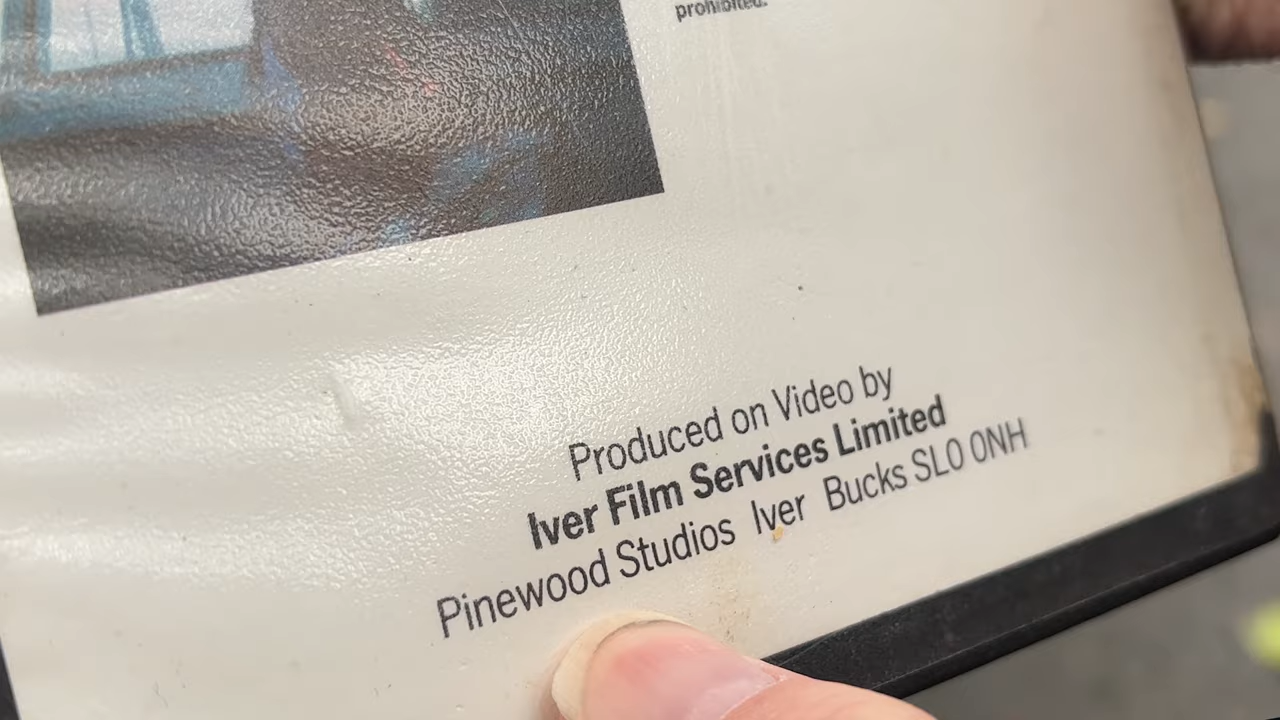 prohibited.
Produced on Video by
Iver Film Services Limited
Pinewood Studios Iver Bucks SL0 0NH